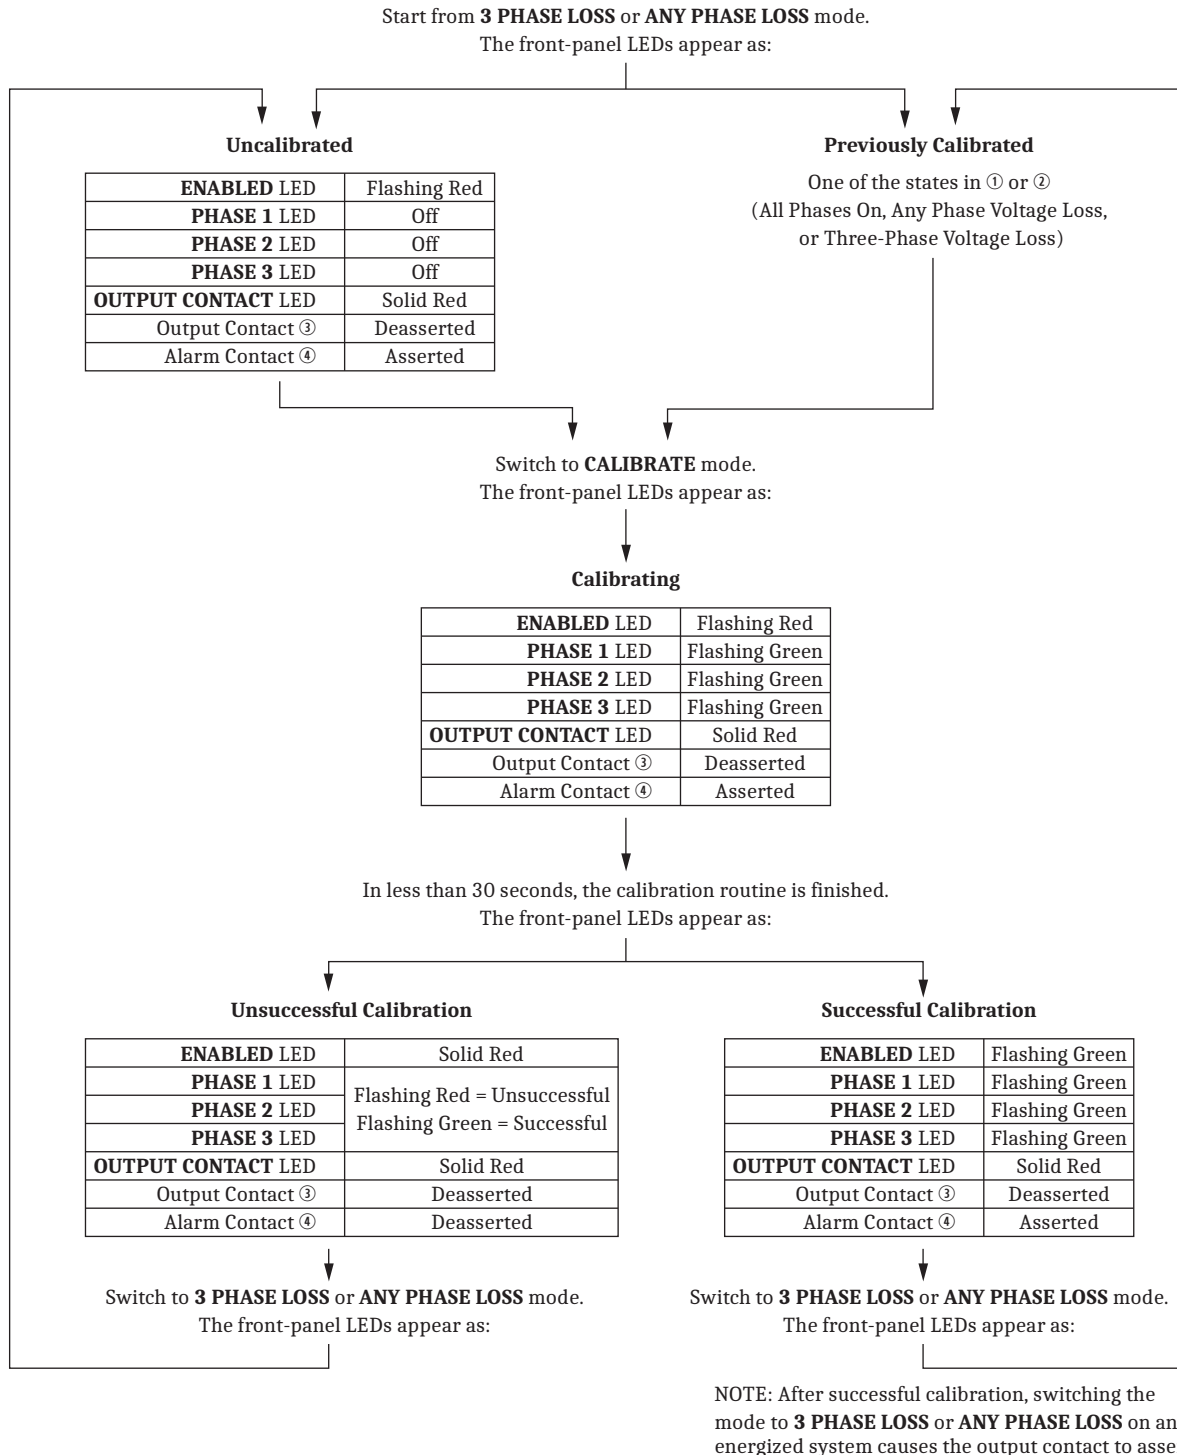 Start from 3 PHASE LOSS or ANY PHASE LOSS mode.
The front-panel LEDs appear as:
Uncalibrated
ENABLED LED Flashing Red
PHASE 1 LED Off
PHASE 2 LED Off
PHASE 3 LED Off
OUTPUT CONTACT LED Solid Red
Output Contact ③ Deasserted
Alarm Contact ④ Asserted
Previously Calibrated
One of the states in ① or ②
(All Phases On, Any Phase Voltage Loss,
or Three-Phase Voltage Loss)
Switch to CALIBRATE mode.
The front-panel LEDs appear as:
Calibrating
ENABLED LED Flashing Red
PHASE 1 LED Flashing Green
PHASE 2 LED Flashing Green
PHASE 3 LED Flashing Green
OUTPUT CONTACT LED Solid Red
Output Contact ③ Deasserted
Alarm Contact ④ Asserted
In less than 30 seconds, the calibration routine is finished.
The front-panel LEDs appear as:
Unsuccessful Calibration
ENABLED LED Solid Red
PHASE 1 LED
PHASE 2 LED
PHASE 3 LED
Flashing Red = Unsuccessful
Flashing Green = Successful
OUTPUT CONTACT LED Solid Red
Output Contact ③ Deasserted
Alarm Contact ④ Deasserted
Switch to 3 PHASE LOSS or ANY PHASE LOSS mode.
The front-panel LEDs appear as:
Successful Calibration
ENABLED LED Flashing Green
PHASE 1 LED Flashing Green
PHASE 2 LED Flashing Green
PHASE 3 LED Flashing Green
OUTPUT CONTACT LED Solid Red
Output Contact ③ Deasserted
Alarm Contact ④ Asserted
Switch to 3 PHASE LOSS or ANY PHASE LOSS mode.
The front-panel LEDs appear as:
NOTE: After successful calibration, switching the
mode to 3 PHASE LOSS or ANY PHASE LOSS on an
energized system causes the output contact to